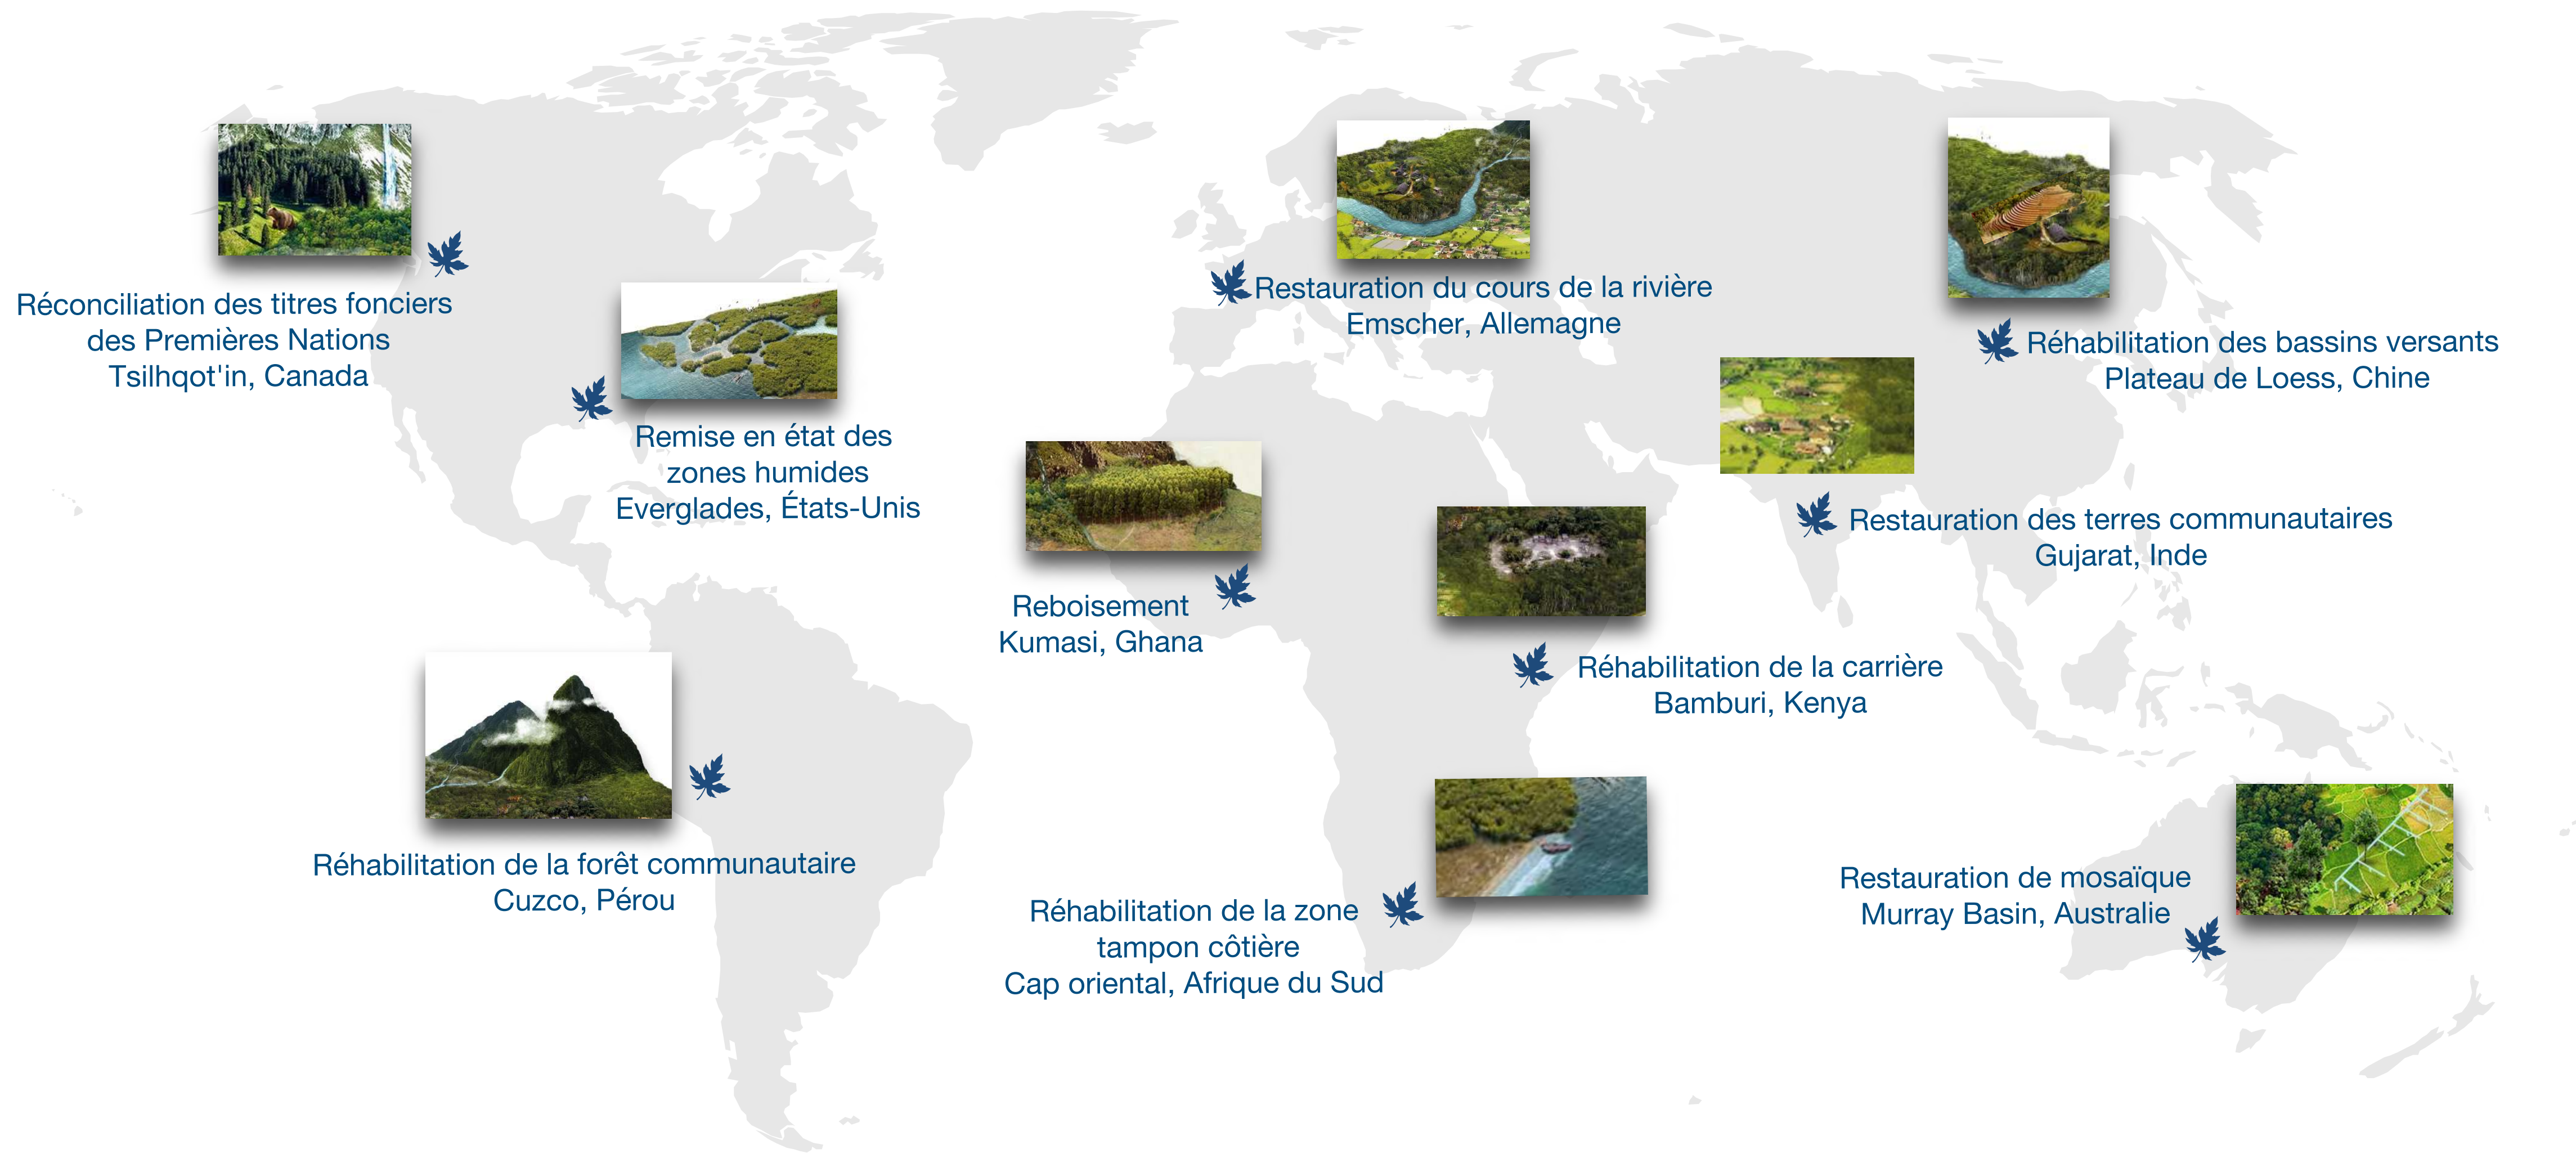 Réconciliation des titres fonciers
des Premières Nations
Tsilhqot'in, Canada
Remise en état des
zones humides
Everglades, États-Unis
Restauration du cours de la rivière
Emscher, Allemagne
Réhabilitation des bassins versants
Plateau de Loess, Chine
Restauration des terres communautaires
Gujarat, Inde
Reboisement
Kumasi, Ghana
Réhabilitation de la carrière
Bamburi, Kenya
Réhabilitation de la forêt communautaire
Cuzco, Pérou
Réhabilitation de la zone
tampon côtière
Cap oriental, Afrique du Sud
Restauration de mosaïque
Murray Basin, Australie